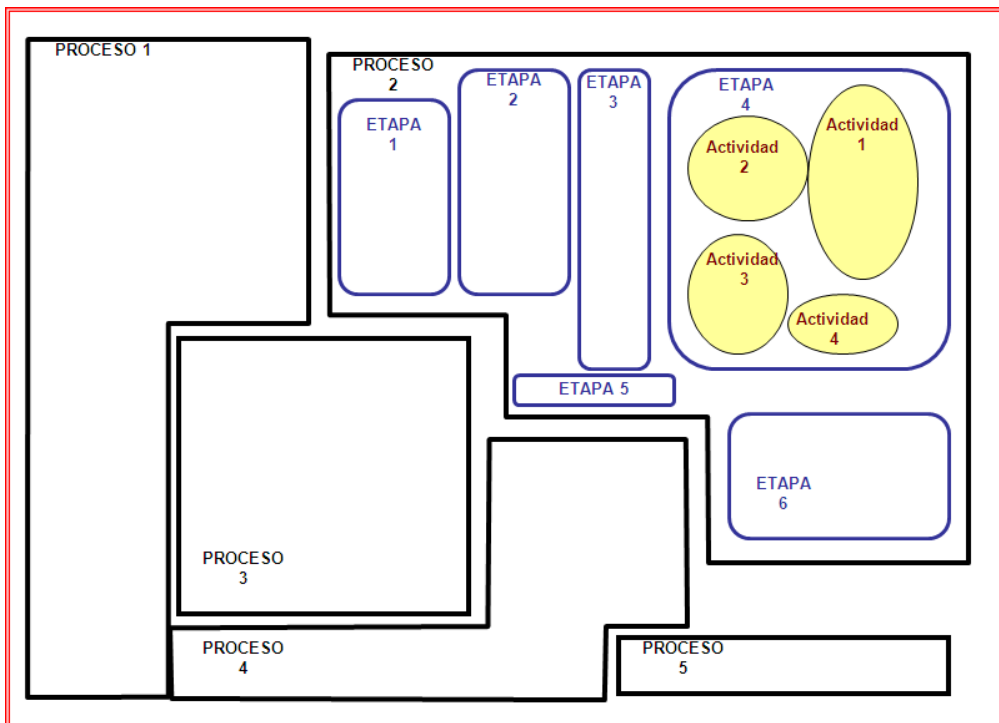 PROCESO 1
PROCESO
2
ETAPA
1
ETAPA
2
ETAPA
3
ETAPA
4
Actividad
1
Actividad
2
Actividad
3
Actividad
4
ETAPA 5
ETAPA
6
PROCESO
3
PROCESO
4
PROCESO
5